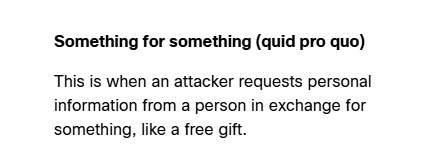 Something for something (quid pro quo)
This is when an attacker requests personal
information from a person in exchange for
something, like a free gift.